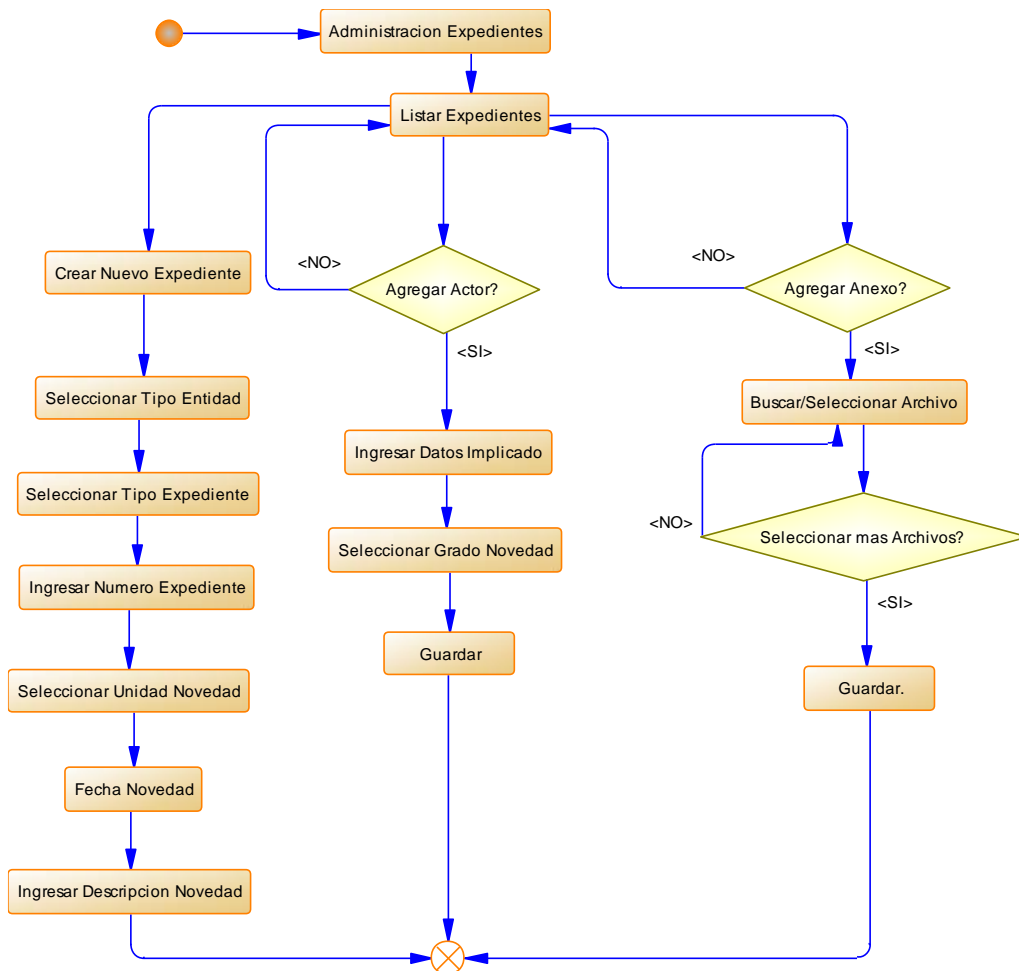 Administracion Expedientes
Listar Expedientes
Crear Nuevo Expediente
<NO>
Agregar Actor?
<NO>
Agregar Anexo?
<SI>
<SI>
Seleccionar Tipo Entidad
Buscar/Seleccionar Archivo
Ingresar Datos Implicado
Seleccionar Tipo Expediente
<NO>
Seleccionar mas Archivos?
Seleccionar Grado Novedad
Ingresar Numero Expediente
<SI>
Guardar
Seleccionar Unidad Novedad
Guardar.
Fecha Novedad
Ingresar Descripcion Novedad